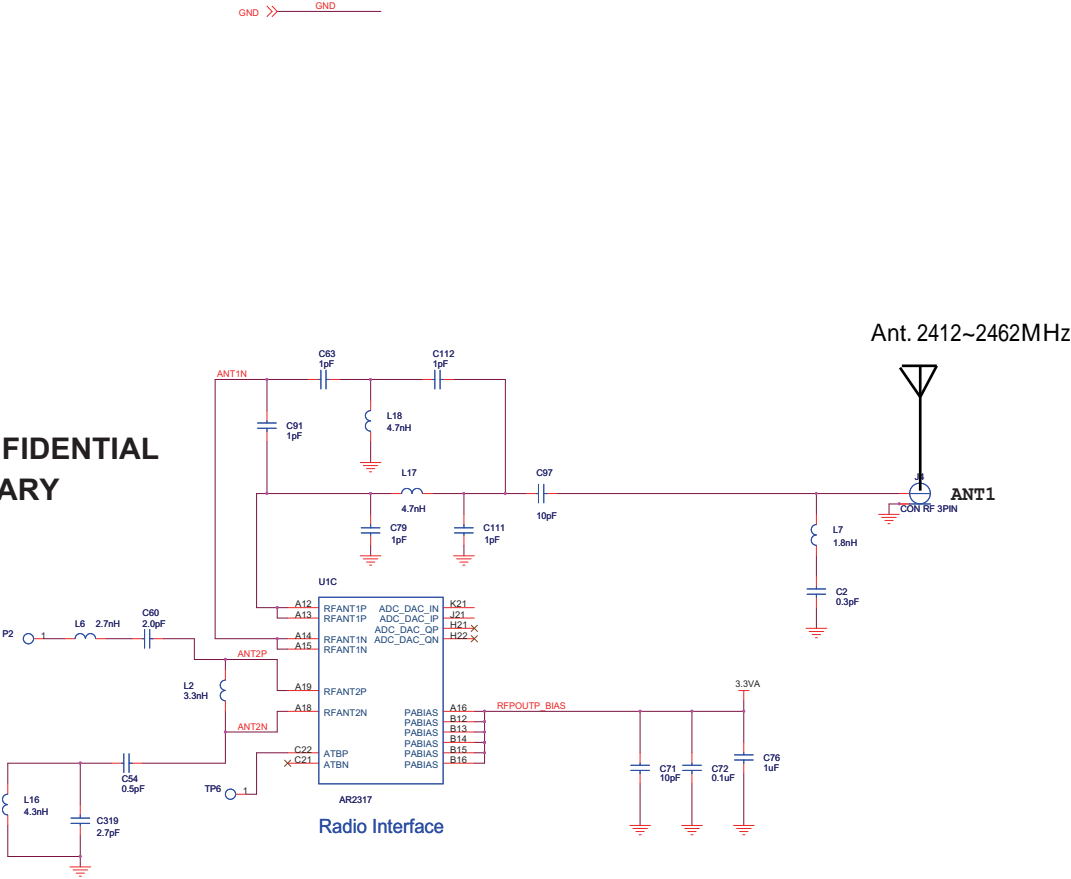 GND GND
Ant. 2412~2462MHz
C63
1pF
C112
1pF
ANT1N
C91
1pF
L18
4.7nH
FIDENTIAL
ARY
L17
4.7nH
C97
10pF
C79
1pF
C111
1pF
J4
ANT1
CON RF 3PIN
L7
1.8nH
C2
0.3pF
U1C
A12 RFANT1P ADC_DAC_IN K21
A13 RFANT1P ADC_DAC_IP J21
ADC_DAC_QP H21
A14 RFANT1N ADC_DAC_QN H22
A15 RFANT1N
P2 1
L6 2.7nH
C60
2.0pF
ANT2P
L2
3.3nH
A19 RFANT2P
A18 RFANT2N
ANT2N
PABIAS A16 RFPOUTP_BIAS
PABIAS B12
PABIAS B13
PABIAS B14
PABIAS B15
PABIAS B16
C22 ATBP
C21 ATBN
3.3VA
C71
10pF
C72
0.1uF
C76
1uF
C54
0.5pF
TP6 1
AR2317
L16
4.3nH
C319
2.7pF
Radio Interface